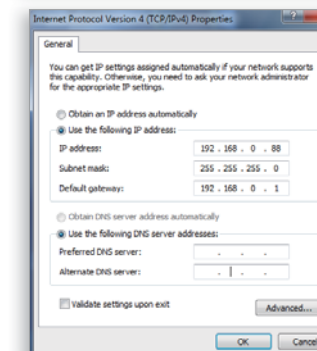 Internet Protocol Version 4 (TCP/IPv4) Properties
General
You can get IP settings assigned automatically if your network supports
this capability. Otherwise, you need to ask your network administrator
for the appropriate IP settings.
Obtain an IP address automatically
Use the following IP address:
IP address: 192 . 168 . 0 . 88
Subnet mask: 255 . 255 . 255 . 0
Default gateway: 192 . 168 . 0 . 1
Obtain DNS server address automatically
Use the following DNS server addresses:
Preferred DNS server: . . .
Alternate DNS server: . . .
Validate settings upon exit
Advanced...
OK Cancel